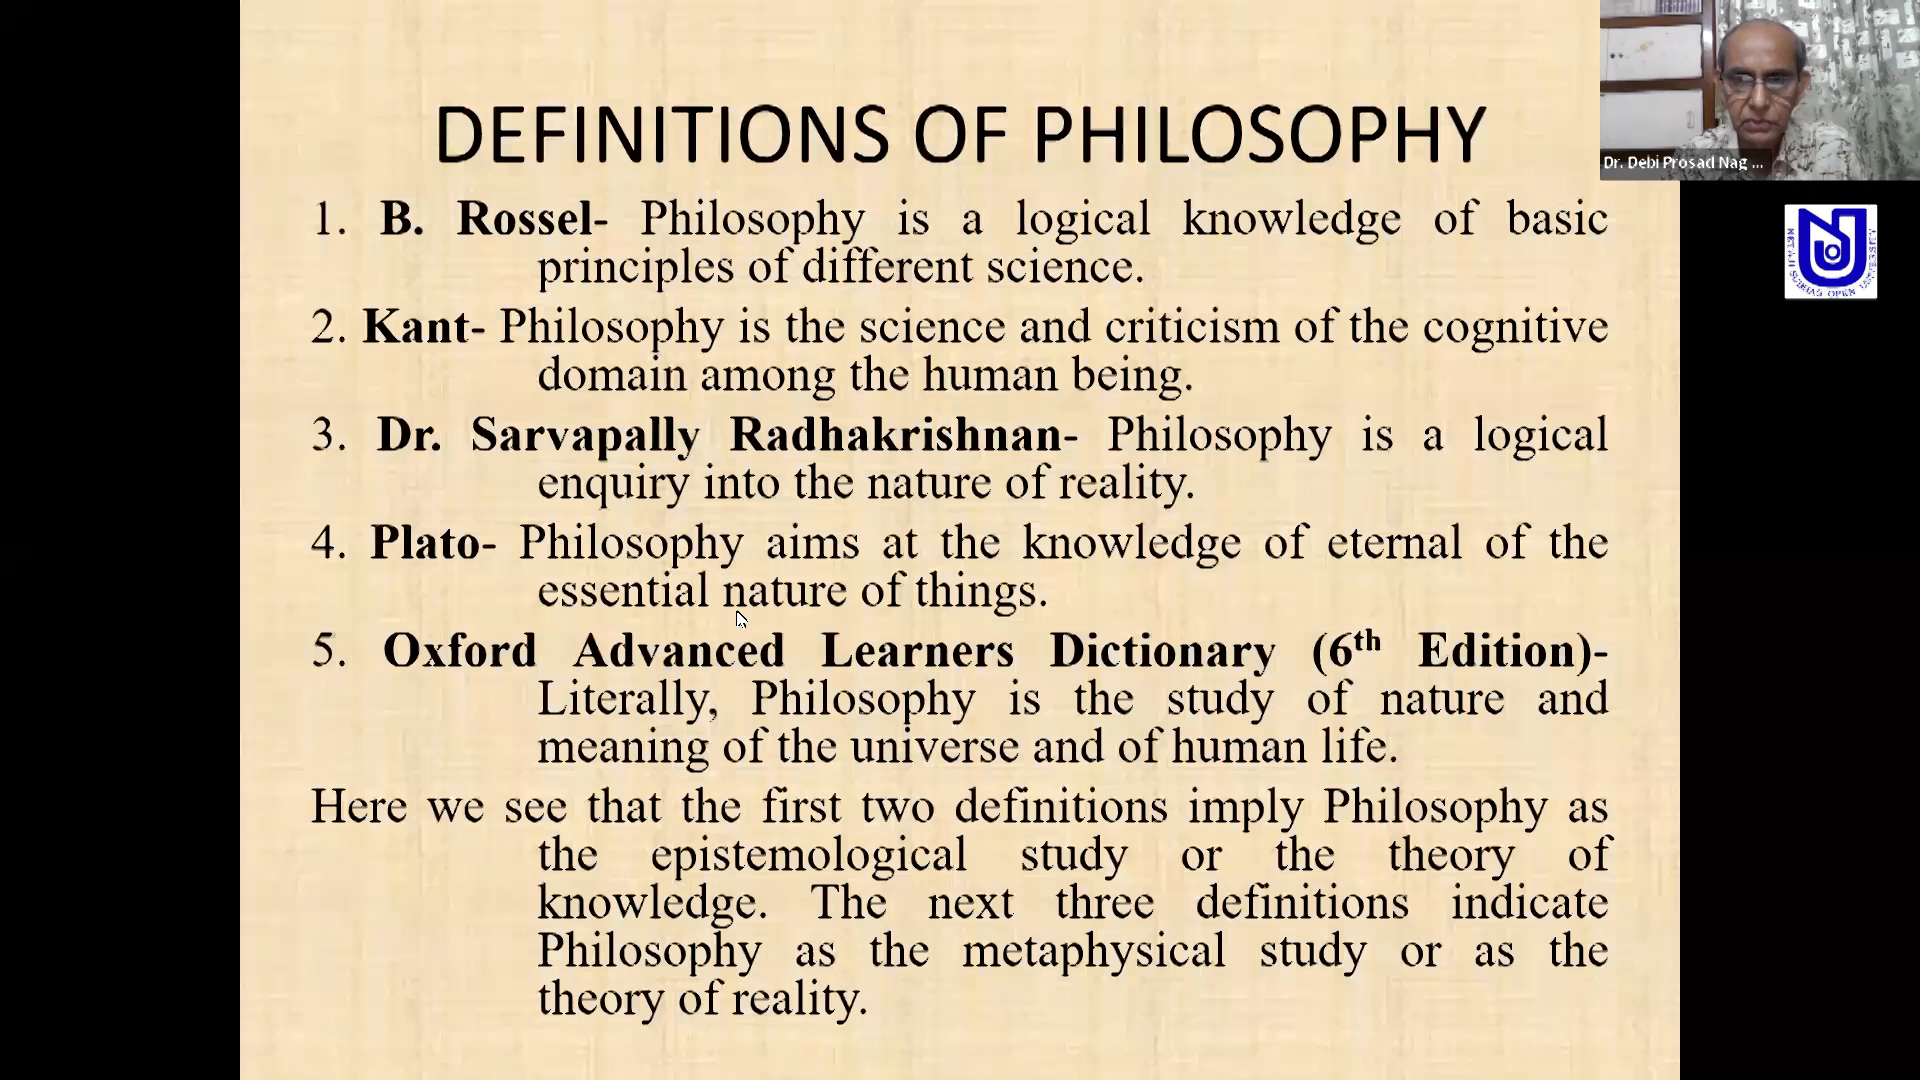 DEFINITIONS OF PHILOSOPHY
1. B. Rossel- Philosophy is a logical knowledge of basic
principles of different science.
2. Kant- Philosophy is the science and criticism of the cognitive
domain among the human being.
3. Dr. Sarvapally Radhakrishnan- Philosophy is a logical
enquiry into the nature of reality.
4. Plato- Philosophy aims at the knowledge of eternal of the
essential nature of things.
5. Oxford Advanced Learners Dictionary (6th Edition)-
Literally, Philosophy is the study of nature and
meaning of the universe and of human life.
Here we see that the first two definitions imply Philosophy as
the epistemological study or the theory of
knowledge. The next three definitions indicate
Philosophy as the metaphysical study or as the
theory of reality.
Dr. Debi Prosad Nag ...
OPEN